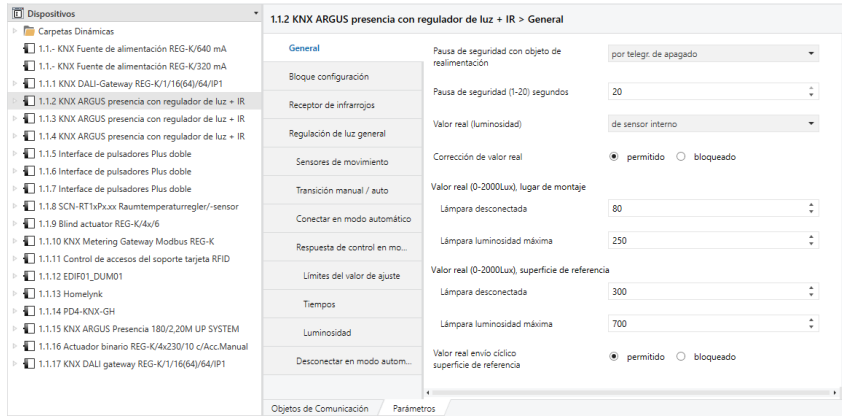 Dispositivos
Carpetas Dinámicas
1.1.- KNX Fuente de alimentación REG-K/640 mA
1.1.- KNX Fuente de alimentación REG-K/320 mA
1.1.1 KNX DALI-Gateway REG-K/1/16(64)/64/IP1
1.1.2 KNX ARGUS presencia con regulador de luz + IR
1.1.3 KNX ARGUS presencia con regulador de luz + IR
1.1.4 KNX ARGUS presencia con regulador de luz + IR
1.1.5 Interface de pulsadores Plus doble
1.1.6 Interface de pulsadores Plus doble
1.1.7 Interface de pulsadores Plus doble
1.1.8 SCN-RT1xPx.xx Raumtemperaturregler/-sensor
1.1.9 Blind actuator REG-K/4x/6
1.1.10 KNX Metering Gateway Modbus REG-K
1.1.11 Control de accesos del soporte tarjeta RFID
1.1.12 EDIF01_DUM01
1.1.13 Homelynk
1.1.14 PD4-KNX-GH
1.1.15 KNX ARGUS Presencia 180/2,20M UP SYSTEM
1.1.16 Actuador binario REG-K/4x230/10 c/Acc.Manual
1.1.17 KNX DALI gateway REG-K/1/16(64)/64/IP1
1.1.2 KNX ARGUS presencia con regulador de luz + IR > General
General
Bloque configuración
Receptor de infrarrojos
Regulación de luz general
Sensores de movimiento
Transición manual / auto
Conectar en modo automático
Respuesta de control en mo...
Límites del valor de ajuste
Tiempos
Luminosidad
Desconectar en modo autom...
Pausa de seguridad con objeto de
realimentación
por telegr. de apagado
Pausa de seguridad (1-20) segundos
20
Valor real (luminosidad)
de sensor interno
Corrección de valor real
permitido bloqueado
Valor real (0-2000Lux), lugar de montaje
Lámpara desconectada
80
Lámpara luminosidad máxima
250
Valor real (0-2000Lux), superficie de referencia
Lámpara desconectada
300
Lámpara luminosidad máxima
700
Valor real envío cíclico
superficie de referencia
permitido bloqueado
Objetos de Comunicación Parámetros